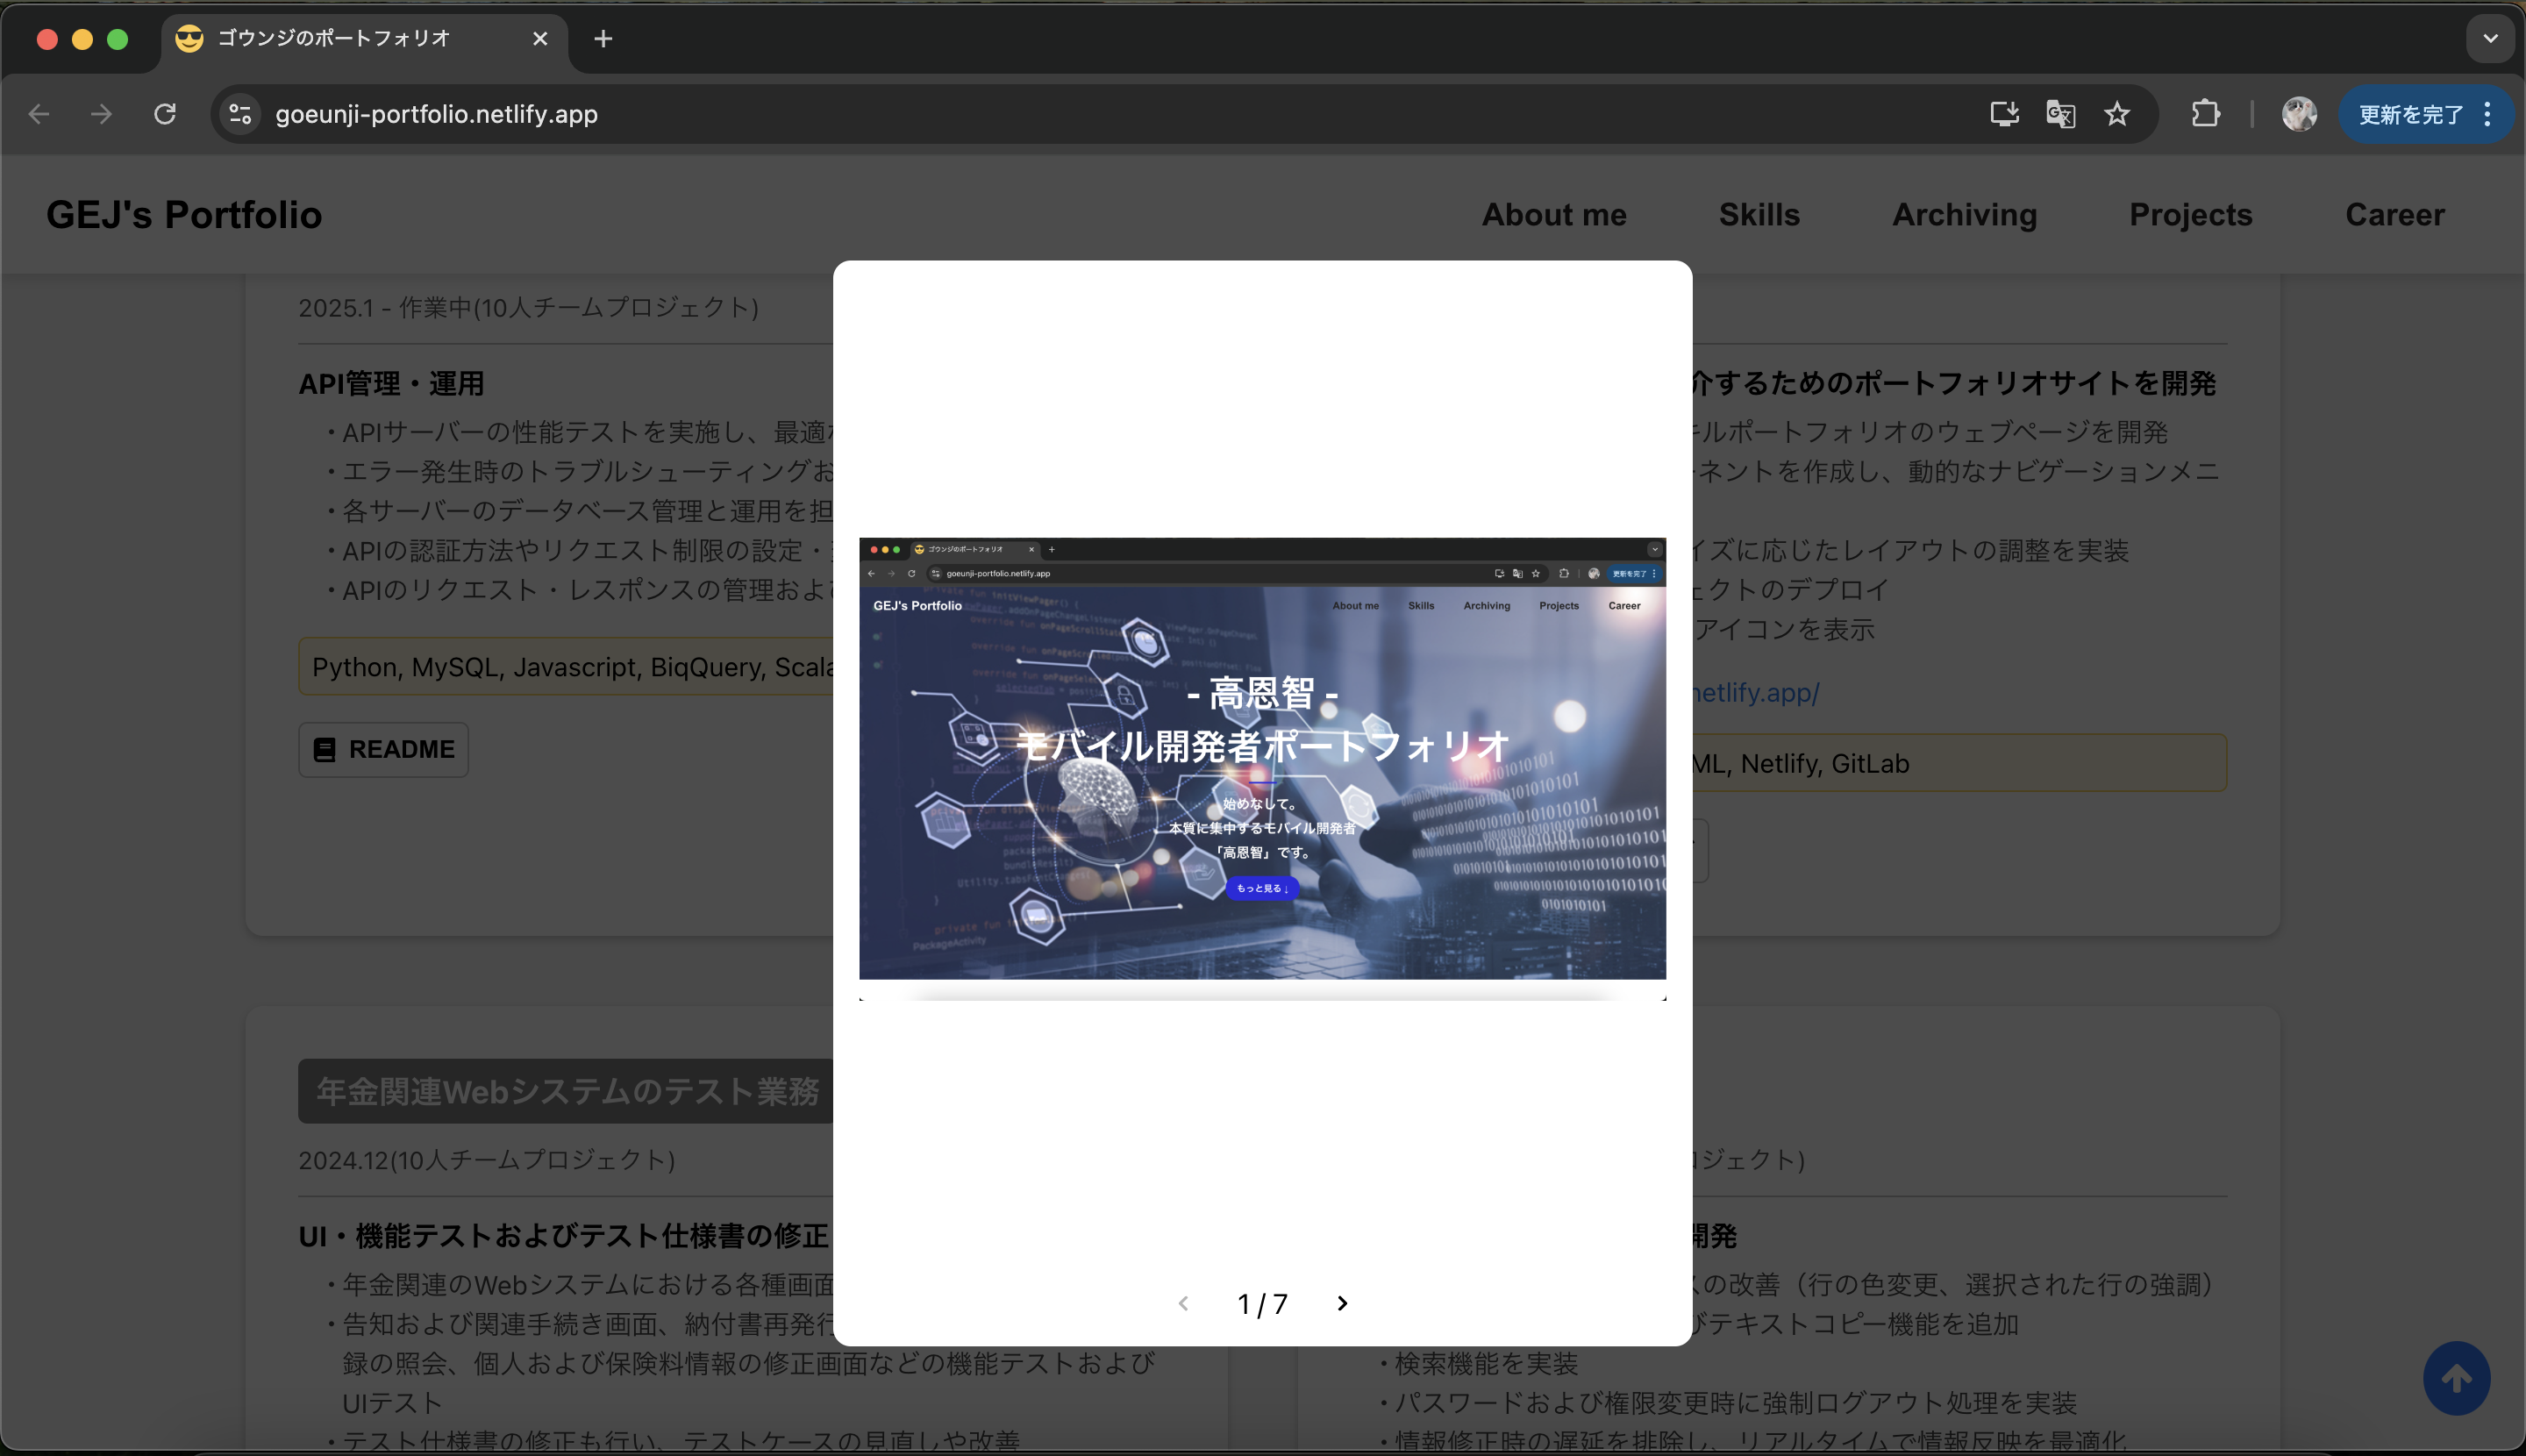 ゴウンジのポートフォリオ
goeunji-portfolio.netlify.app
更新を完了
GEJ's Portfolio
About me
Skills
Archiving
Projects
Career
2025.1 - 作業中(10人チームプロジェクト)
API管理・運用
・APIサーバーの性能テストを実施し、最適
・エラー発生時のトラブルシューティングお
・各サーバーのデータベース管理と運用を担
・APIの認証方法やリクエスト制限の設定・
・APIのリクエスト・レスポンスの管理およ
Python, MySQL, Javascript, BiqQuery, Scala
README
介するためのポートフォリオサイトを開発
ルポートフォリオのウェブページを開発
ネントを作成し、動的なナビゲーションメニ
イズに応じたレイアウトの調整を実装
ェクトのデプロイ
アイコンを表示
netlify.app/
ML, Netlify, GitLab
ゴウンジのポートフォリオ
goeunji-portfolio.netlify.app
更新を完了
GEJ's Portfolio
About me
Skills
Archiving
Projects
Career
- 高恩智 -
モバイル開発者ポートフォリオ
始めなして。
本質に集中するモバイル開発者
「高恩智」です。
もっと見る ↓
1 / 7
年金関連Webシステムのテスト業務
2024.12(10人チームプロジェクト)
UI・機能テストおよびテスト仕様書の修正
・年金関連のWebシステムにおける各種画面
・告知および関連手続き画面、納付書再発行
録の照会、個人および保険料情報の修正画面などの機能テストおよび
UIテスト
・テスト仕様書の修正も行い、テストケースの見直しや改善
ロジェクト)
開発
スの改善（行の色変更、選択された行の強調）
びテキストコピー機能を追加
・検索機能を実装
・パスワードおよび権限変更時に強制ログアウト処理を実装
・情報修正時の遅延を排除し、リアルタイムで情報反映を最適化